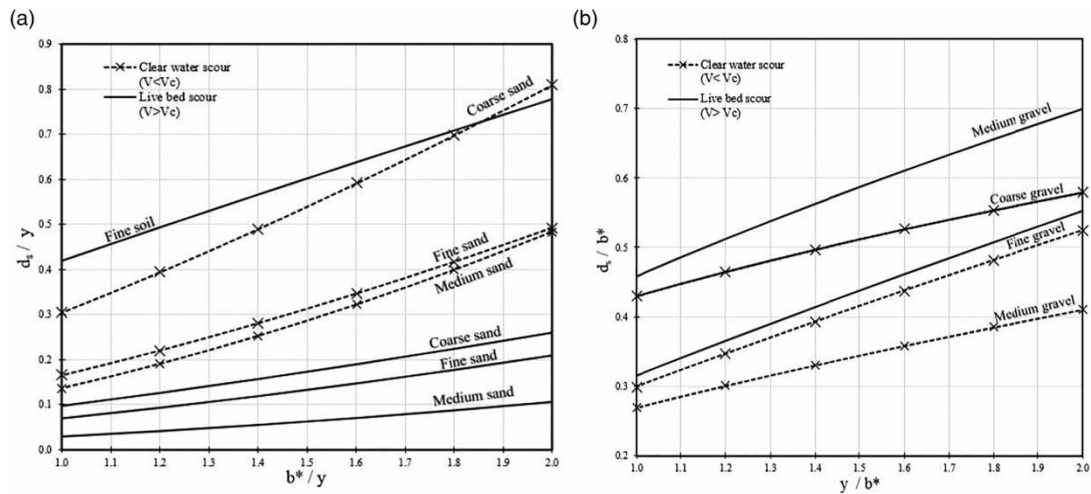 (a)
0.9
0.8
0.7
0.6
0.5
0.4
0.3
0.2
0.1
0.0
ds / y
Clear water scour
(V<Vc)
Live bed scour
(V>Vc)
Coarse sand
Fine soil
Fine sand
Medium sand
Coarse sand
Fine sand
Medium sand
1.0 1.1 1.2 1.3 1.4 1.5 1.6 1.7 1.8 1.9 2.0
b* / y
(b)
0.8
0.7
0.6
0.5
0.4
0.3
0.2
ds / b*
Clear water scour
(V< Vc)
Live bed scour
(V> Vc)
Medium gravel
Coarse gravel
Fine gravel
Medium gravel
1.0 1.1 1.2 1.3 1.4 1.5 1.6 1.7 1.8 1.9 2.0
y / b*